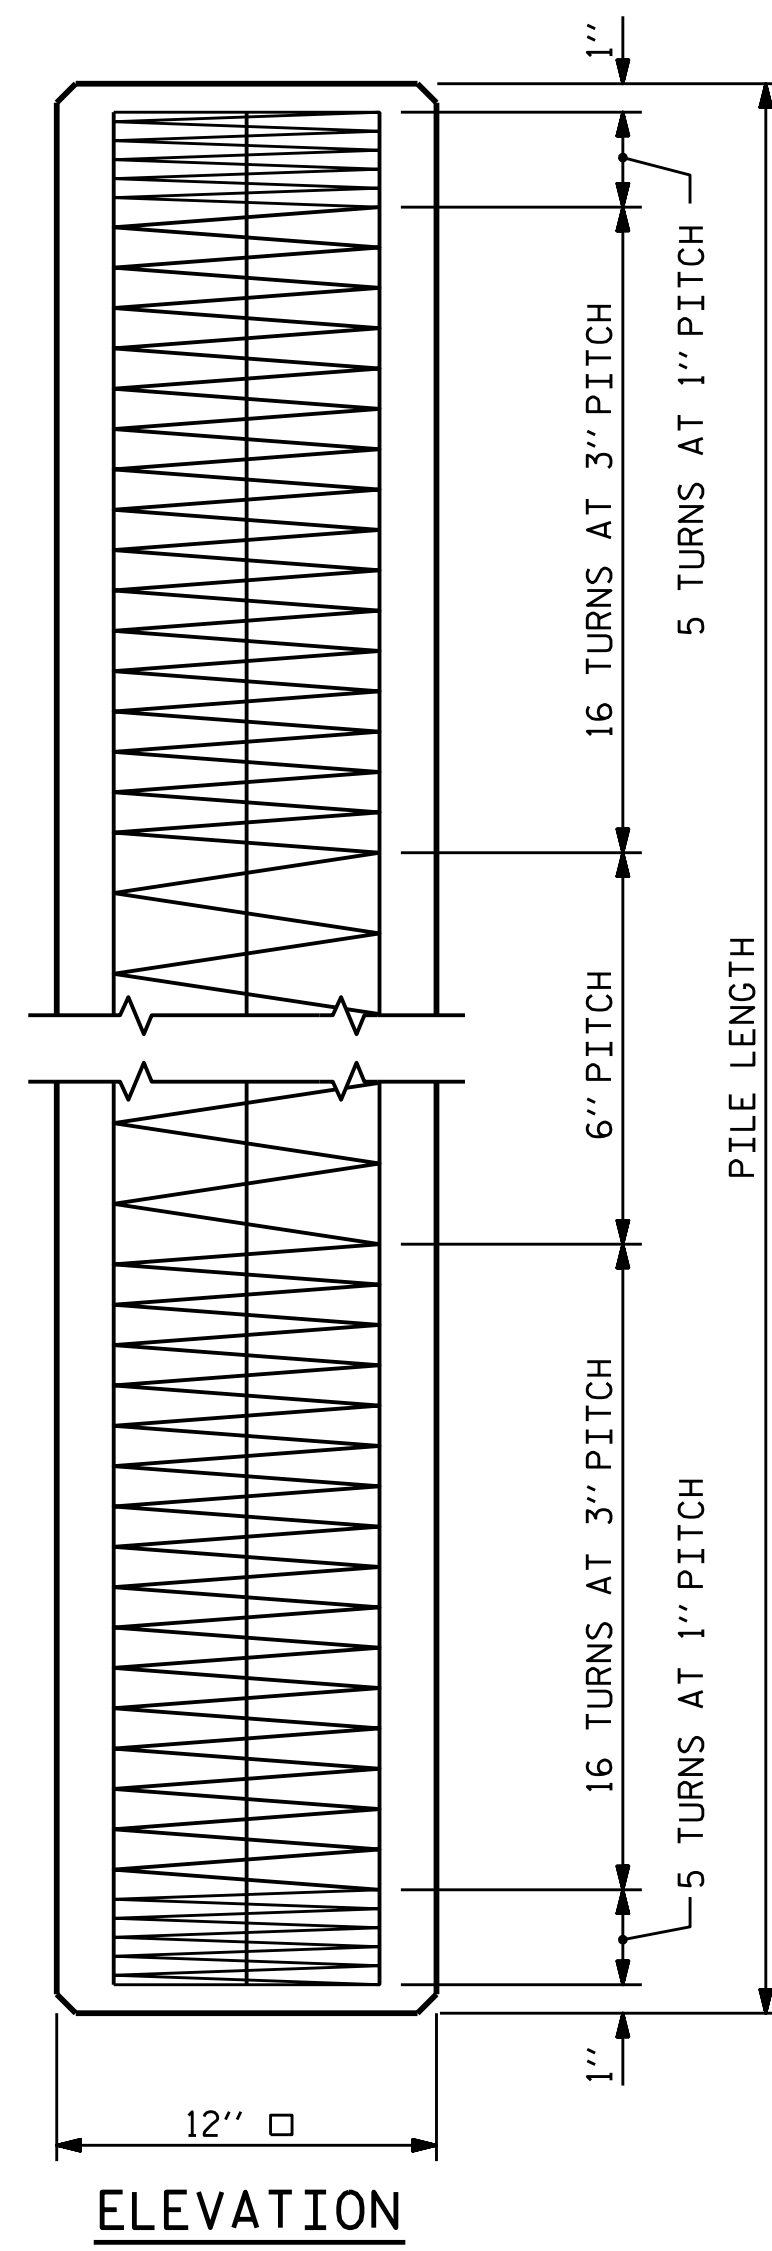 1"
5 TURNS AT 1" PITCH
16 TURNS AT 3" PITCH
6" PITCH
PILE LENGTH
16 TURNS AT 3" PITCH
5 TURNS AT 1" PITCH
1"
12" □
ELEVATION